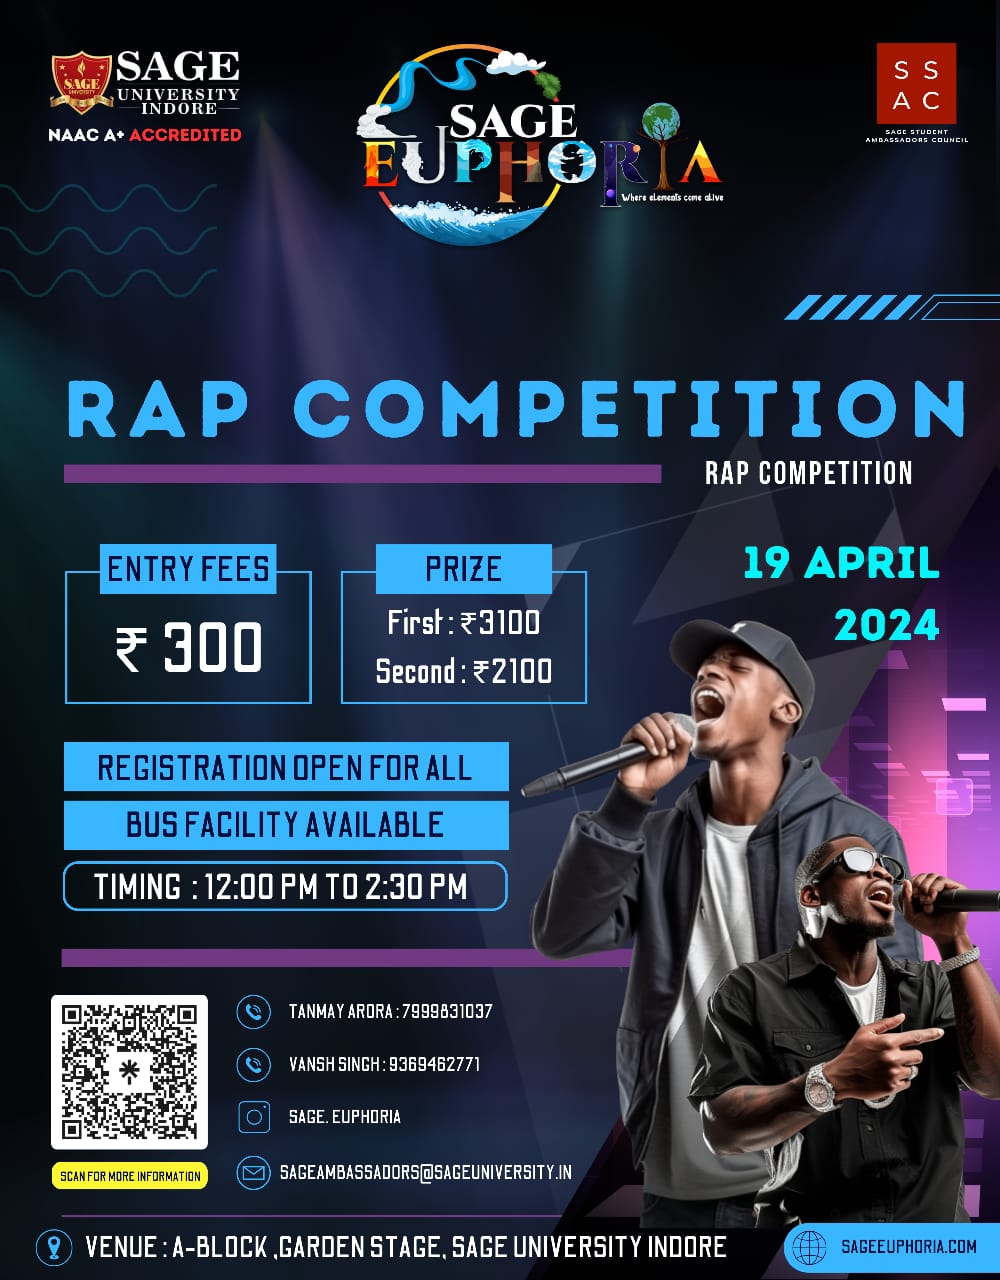 SAGE
UNIVERSITY
INDORE
SAGE
UNIVERSITY
NAAC A+ ACCREDITED
SAGE
EUPHORIA
Where elements come alive
S S
A C
SAGE STUDENT
AMBASSADORS COUNCIL
RAP COMPETITION
RAP COMPETITION
ENTRY FEES
₹ 300
PRIZE
First : ₹3100
Second : ₹2100
19 APRIL
2024
REGISTRATION OPEN FOR ALL
BUS FACILITY AVAILABLE
TIMING : 12:00 PM TO 2:30 PM
TANMAY ARORA : 7999831037
VANSH SINGH : 9369462771
SAGE. EUPHORIA
SAGEAMBASSADORS@SAGEUNIVERSITY.IN
SCAN FOR MORE INFORMATION
VENUE : A-BLOCK ,GARDEN STAGE, SAGE UNIVERSITY INDORE
SAGEEUPHORIA.COM